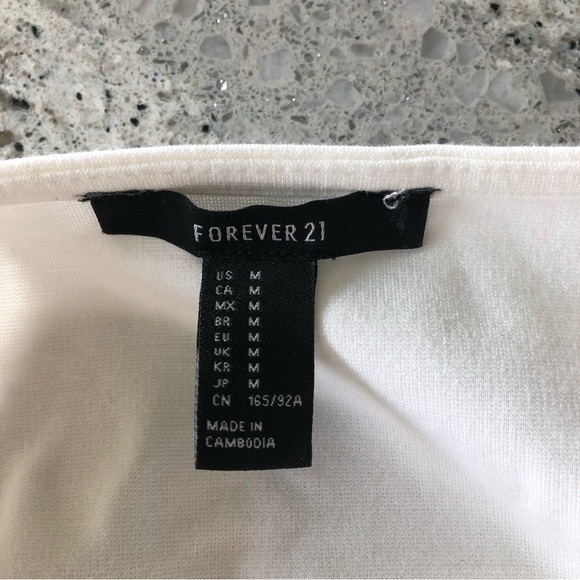 FOREVER 21
US M
CA M
MX M
BR M
EU M
UK M
KR M
JP M
CN 165/92A
MADE IN
CAMBODIA